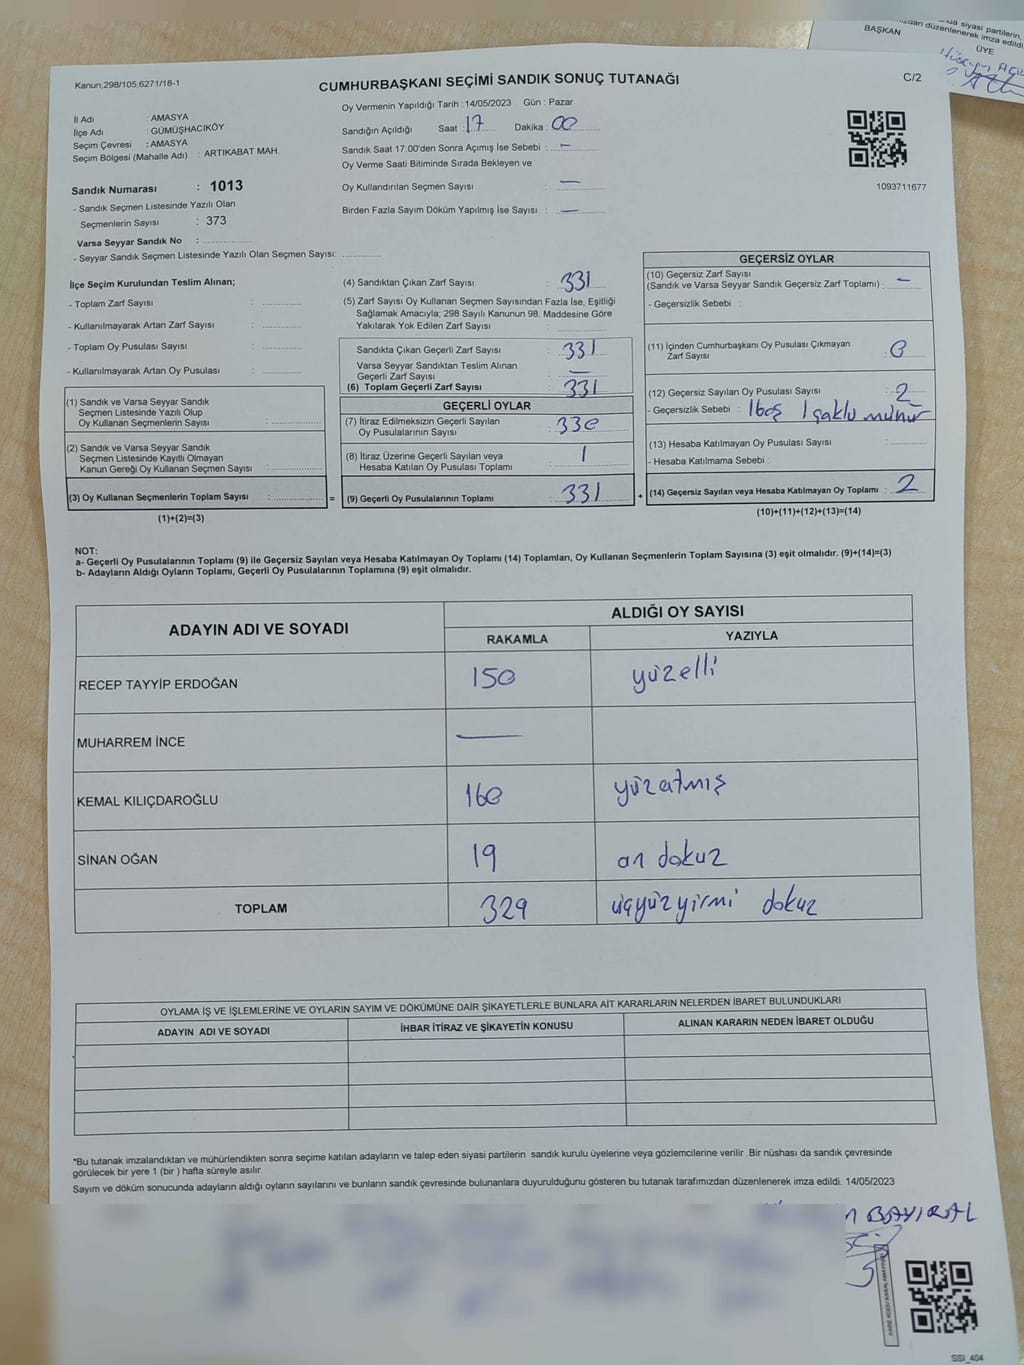 BAŞKAN
siyasi partilerin,
düzenlenerek imza edildi
ÜYE
Kanun;298/105;6271/18-1
CUMHURBAŞKANI SEÇİMİ SANDIK SONUÇ TUTANAĞI
C/2
Oy Vermenin Yapıldığı Tarih : 14/05/2023 Gün : Pazar
İl Adı : AMASYA
İlçe Adı : GÜMÜŞHACIKÖY
Seçim Çevresi : AMASYA
Seçim Bölgesi (Mahalle Adı) : ARTIKABAT MAH.
Sandığın Açıldığı Saat : 17 Dakika : 00
Sandık Saat 17:00'den Sonra Açımış İse Sebebi : –
Oy Verme Saati Bitiminde Sırada Bekleyen ve
Oy Kullandırılan Seçmen Sayısı : —
Birden Fazla Sayım Döküm Yapılmış İse Sayısı : —
1093711677
Sandık Numarası : 1013
- Sandık Seçmen Listesinde Yazılı Olan
Seçmenlerin Sayısı : 373
Varsa Seyyar Sandık No :
- Seyyar Sandık Seçmen Listesinde Yazılı Olan Seçmen Sayısı:
İlçe Seçim Kurulundan Teslim Alınan;
- Toplam Zarf Sayısı :
- Kullanılmayarak Artan Zarf Sayısı :
- Toplam Oy Pusulası Sayısı :
- Kullanılmayarak Artan Oy Pusulası :
(1) Sandık ve Varsa Seyyar Sandık
Seçmen Listesinde Yazılı Olup
Oy Kullanan Seçmenlerin Sayısı :
(2) Sandık ve Varsa Seyyar Sandık
Seçmen Listesinde Kayıtlı Olmayan
Kanun Gereği Oy Kullanan Seçmen Sayısı :
(3) Oy Kullanan Seçmenlerin Toplam Sayısı : =
(1)+(2)=(3)
(4) Sandıktan Çıkan Zarf Sayısı : 331
(5) Zarf Sayısı Oy Kullanan Seçmen Sayısından Fazla İse, Eşitliği
Sağlamak Amacıyla; 298 Sayılı Kanunun 98. Maddesine Göre
Yakılarak Yok Edilen Zarf Sayısı :
Sandıkta Çıkan Geçerli Zarf Sayısı : 331
Varsa Seyyar Sandıktan Teslim Alınan
Geçerli Zarf Sayısı : —
(6) Toplam Geçerli Zarf Sayısı : 331
GEÇERLİ OYLAR
(7) İtiraz Edilmeksizin Geçerli Sayılan
Oy Pusulalarının Sayısı : 330
(8) İtiraz Üzerine Geçerli Sayılan veya
Hesaba Katılan Oy Pusulası Toplamı : 1
(9) Geçerli Oy Pusulalarının Toplamı : 331 +
GEÇERSİZ OYLAR
(10) Geçersiz Zarf Sayısı
(Sandık ve Varsa Seyyar Sandık Geçersiz Zarf Toplamı) : –
- Geçersizlik Sebebi :
(11) İçinden Cumhurbaşkanı Oy Pusulası Çıkmayan
Zarf Sayısı : 0
(12) Geçersiz Sayılan Oy Pusulası Sayısı : 2
- Geçersizlik Sebebi : 1 boş 1 çoklu mühür
(13) Hesaba Katılmayan Oy Pusulası Sayısı :
- Hesaba Katılmama Sebebi :
(14) Geçersiz Sayılan veya Hesaba Katılmayan Oy Toplamı : 2
(10)+(11)+(12)+(13)=(14)
NOT:
a- Geçerli Oy Pusulalarının Toplamı (9) ile Geçersiz Sayılan veya Hesaba Katılmayan Oy Toplamı (14) Toplamları, Oy Kullanan Seçmenlerin Toplam Sayısına (3) eşit olmalıdır. (9)+(14)=(3)
b- Adayların Aldığı Oyların Toplamı, Geçerli Oy Pusulalarının Toplamına (9) eşit olmalıdır.
ADAYIN ADI VE SOYADI
ALDIĞI OY SAYISI
RAKAMLA YAZIYLA
RECEP TAYYİP ERDOĞAN 150 yüzelli
MUHARREM İNCE —
KEMAL KILIÇDAROĞLU 160 yüzatmış
SİNAN OĞAN 19 on dokuz
TOPLAM 329 üçyüzyirmi dokuz
OYLAMA İŞ VE İŞLEMLERİNE VE OYLARIN SAYIM VE DÖKÜMÜNE DAİR ŞİKAYETLERLE BUNLARA AİT KARARLARIN NELERDEN İBARET BULUNDUKLARI
ADAYIN ADI VE SOYADI İHBAR İTİRAZ VE ŞİKAYETİN KONUSU ALINAN KARARIN NEDEN İBARET OLDUĞU
*Bu tutanak imzalandıktan ve mühürlendikten sonra seçime katılan adayların ve talep eden siyasi partilerin sandık kurulu üyelerine veya gözlemcilerine verilir .Bir nüshası da sandık çevresinde
görülecek bir yere 1 (bir ) hafta süreyle asılır.
Sayım ve döküm sonucunda adayların aldığı oyların sayılarını ve bunların sandık çevresinde bulunanlara duyurulduğunu gösteren bu tutanak tarafımızdan düzenlenerek imza edildi. 14/05/2023
BAYIRAL
KARE KODU KARALAMAYINIZ
SSI_404